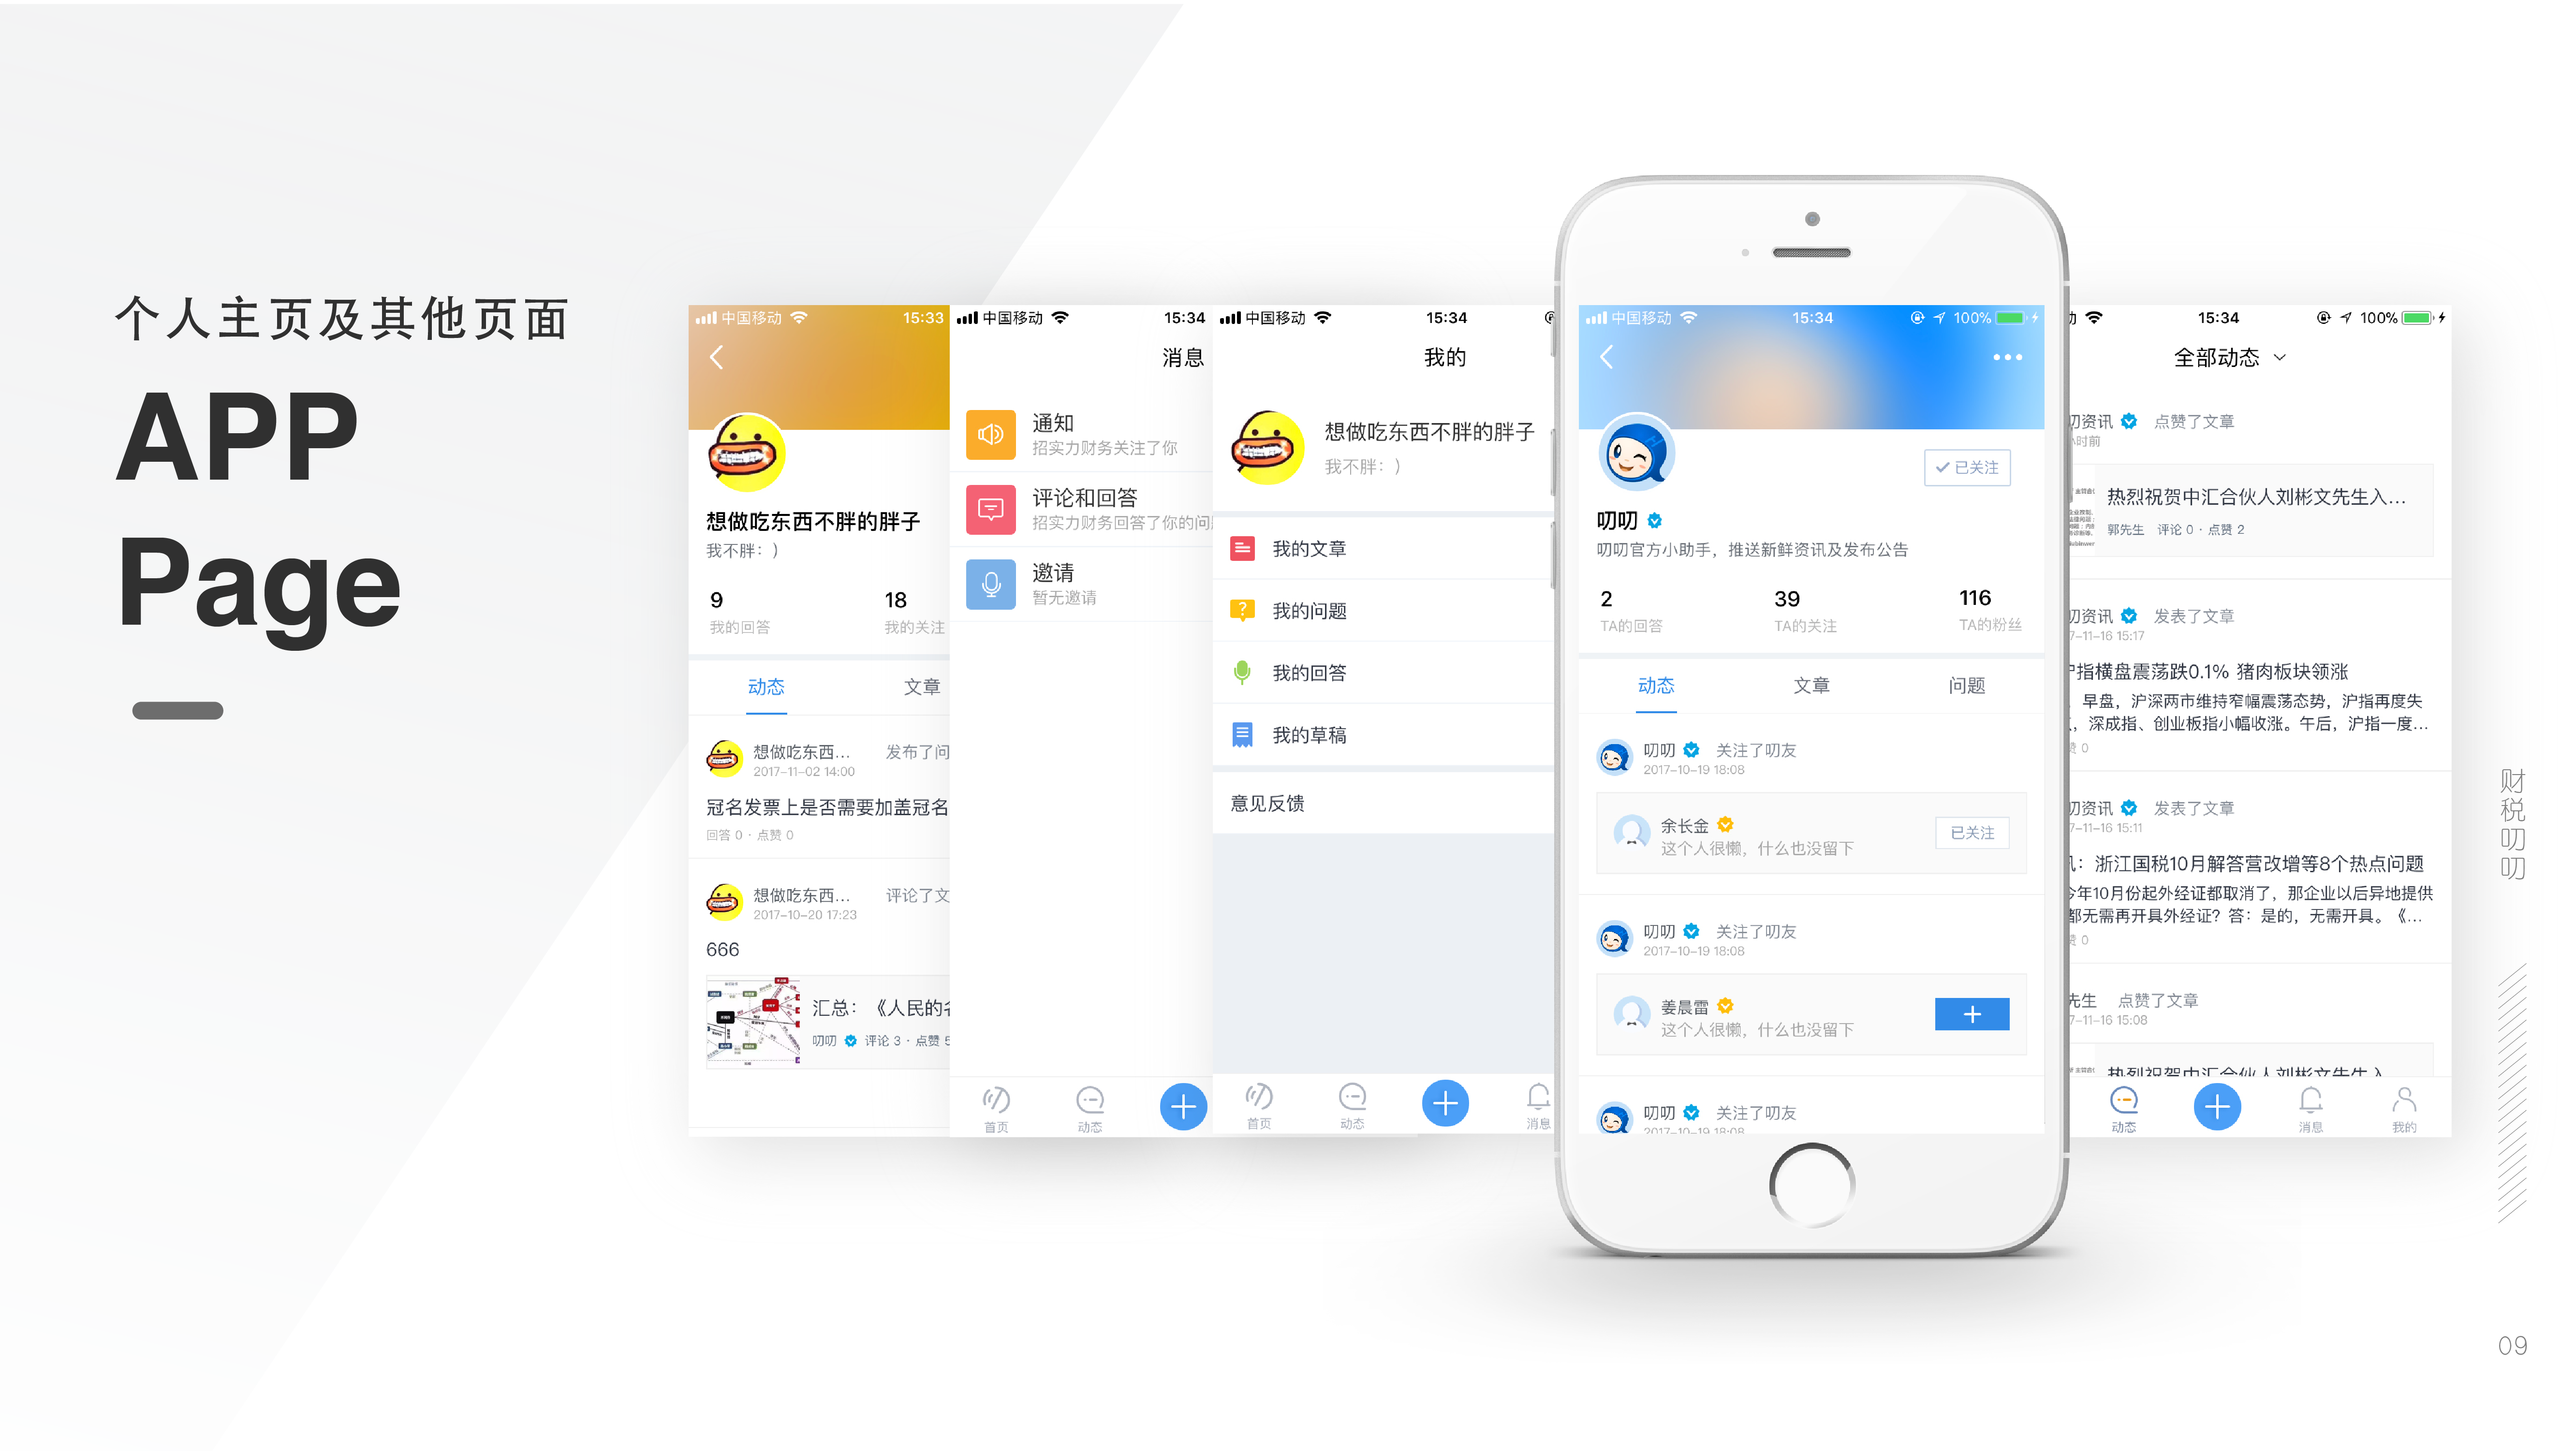 个人主页及其他页面
APP
Page
中国移动 15:33
想做吃东西不胖的胖子
我不胖：)
9 18
我的回答 我的关注
动态 文章
想做吃东西... 发布了问
2017-11-02 14:00
冠名发票上是否需要加盖冠名
回答 0 · 点赞 0
想做吃东西... 评论了文
2017-10-20 17:23
666
汇总：《人民的名
叨叨 评论 3 · 点赞 5
中国移动 15:34
消息
通知
招实力财务关注了你
评论和回答
招实力财务回答了你的问
邀请
暂无邀请
首页 动态
中国移动 15:34
我的
想做吃东西不胖的胖子
我不胖：)
我的文章
我的问题
我的回答
我的草稿
意见反馈
首页 动态 消息
中国移动 15:34 100%
已关注
叨叨
叨叨官方小助手，推送新鲜资讯及发布公告
2 39 116
TA的回答 TA的关注 TA的粉丝
动态 文章 问题
叨叨 关注了叨友
2017-10-19 18:08
余长金 已关注
这个人很懒，什么也没留下
叨叨 关注了叨友
2017-10-19 18:08
姜晨雷
这个人很懒，什么也没留下
叨叨 关注了叨友
2017-10-19 18:08
15:34 100%
全部动态
叨资讯 点赞了文章
小时前
热烈祝贺中汇合伙人刘彬文先生入...
郭先生 评论 0 · 点赞 2
叨资讯 发表了文章
7-11-16 15:17
沪指横盘震荡跌0.1% 猪肉板块领涨
早盘，沪深两市维持窄幅震荡态势，沪指再度失
，深成指、创业板指小幅收涨。午后，沪指一度...
赞 0
叨资讯 发表了文章
7-11-16 15:11
：浙江国税10月解答营改增等8个热点问题
今年10月份起外经证都取消了，那企业以后异地提供
都无需再开具外经证？答：是的，无需开具。《...
赞 0
先生 点赞了文章
7-11-16 15:08
热烈祝贺中汇合伙人刘彬文先生入
动态 消息 我的
财税叨叨
09